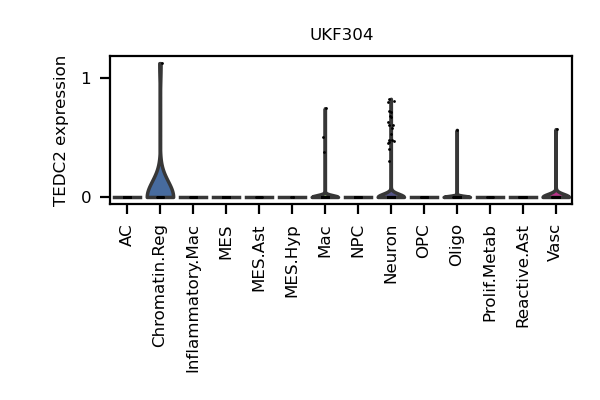 UKF304
TEDC2 expression
1
0
AC
Chromatin.Reg
Inflammatory.Mac
MES
MES.Ast
MES.Hyp
Mac
NPC
Neuron
OPC
Oligo
Prolif.Metab
Reactive.Ast
Vasc